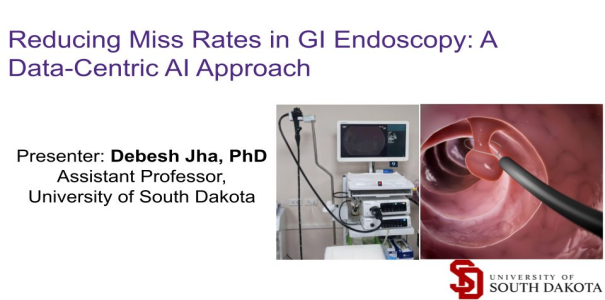 Reducing Miss Rates in GI Endoscopy: A
Data-Centric AI Approach
Presenter: Debesh Jha, PhD
Assistant Professor,
University of South Dakota
UNIVERSITY OF
SOUTH DAKOTA